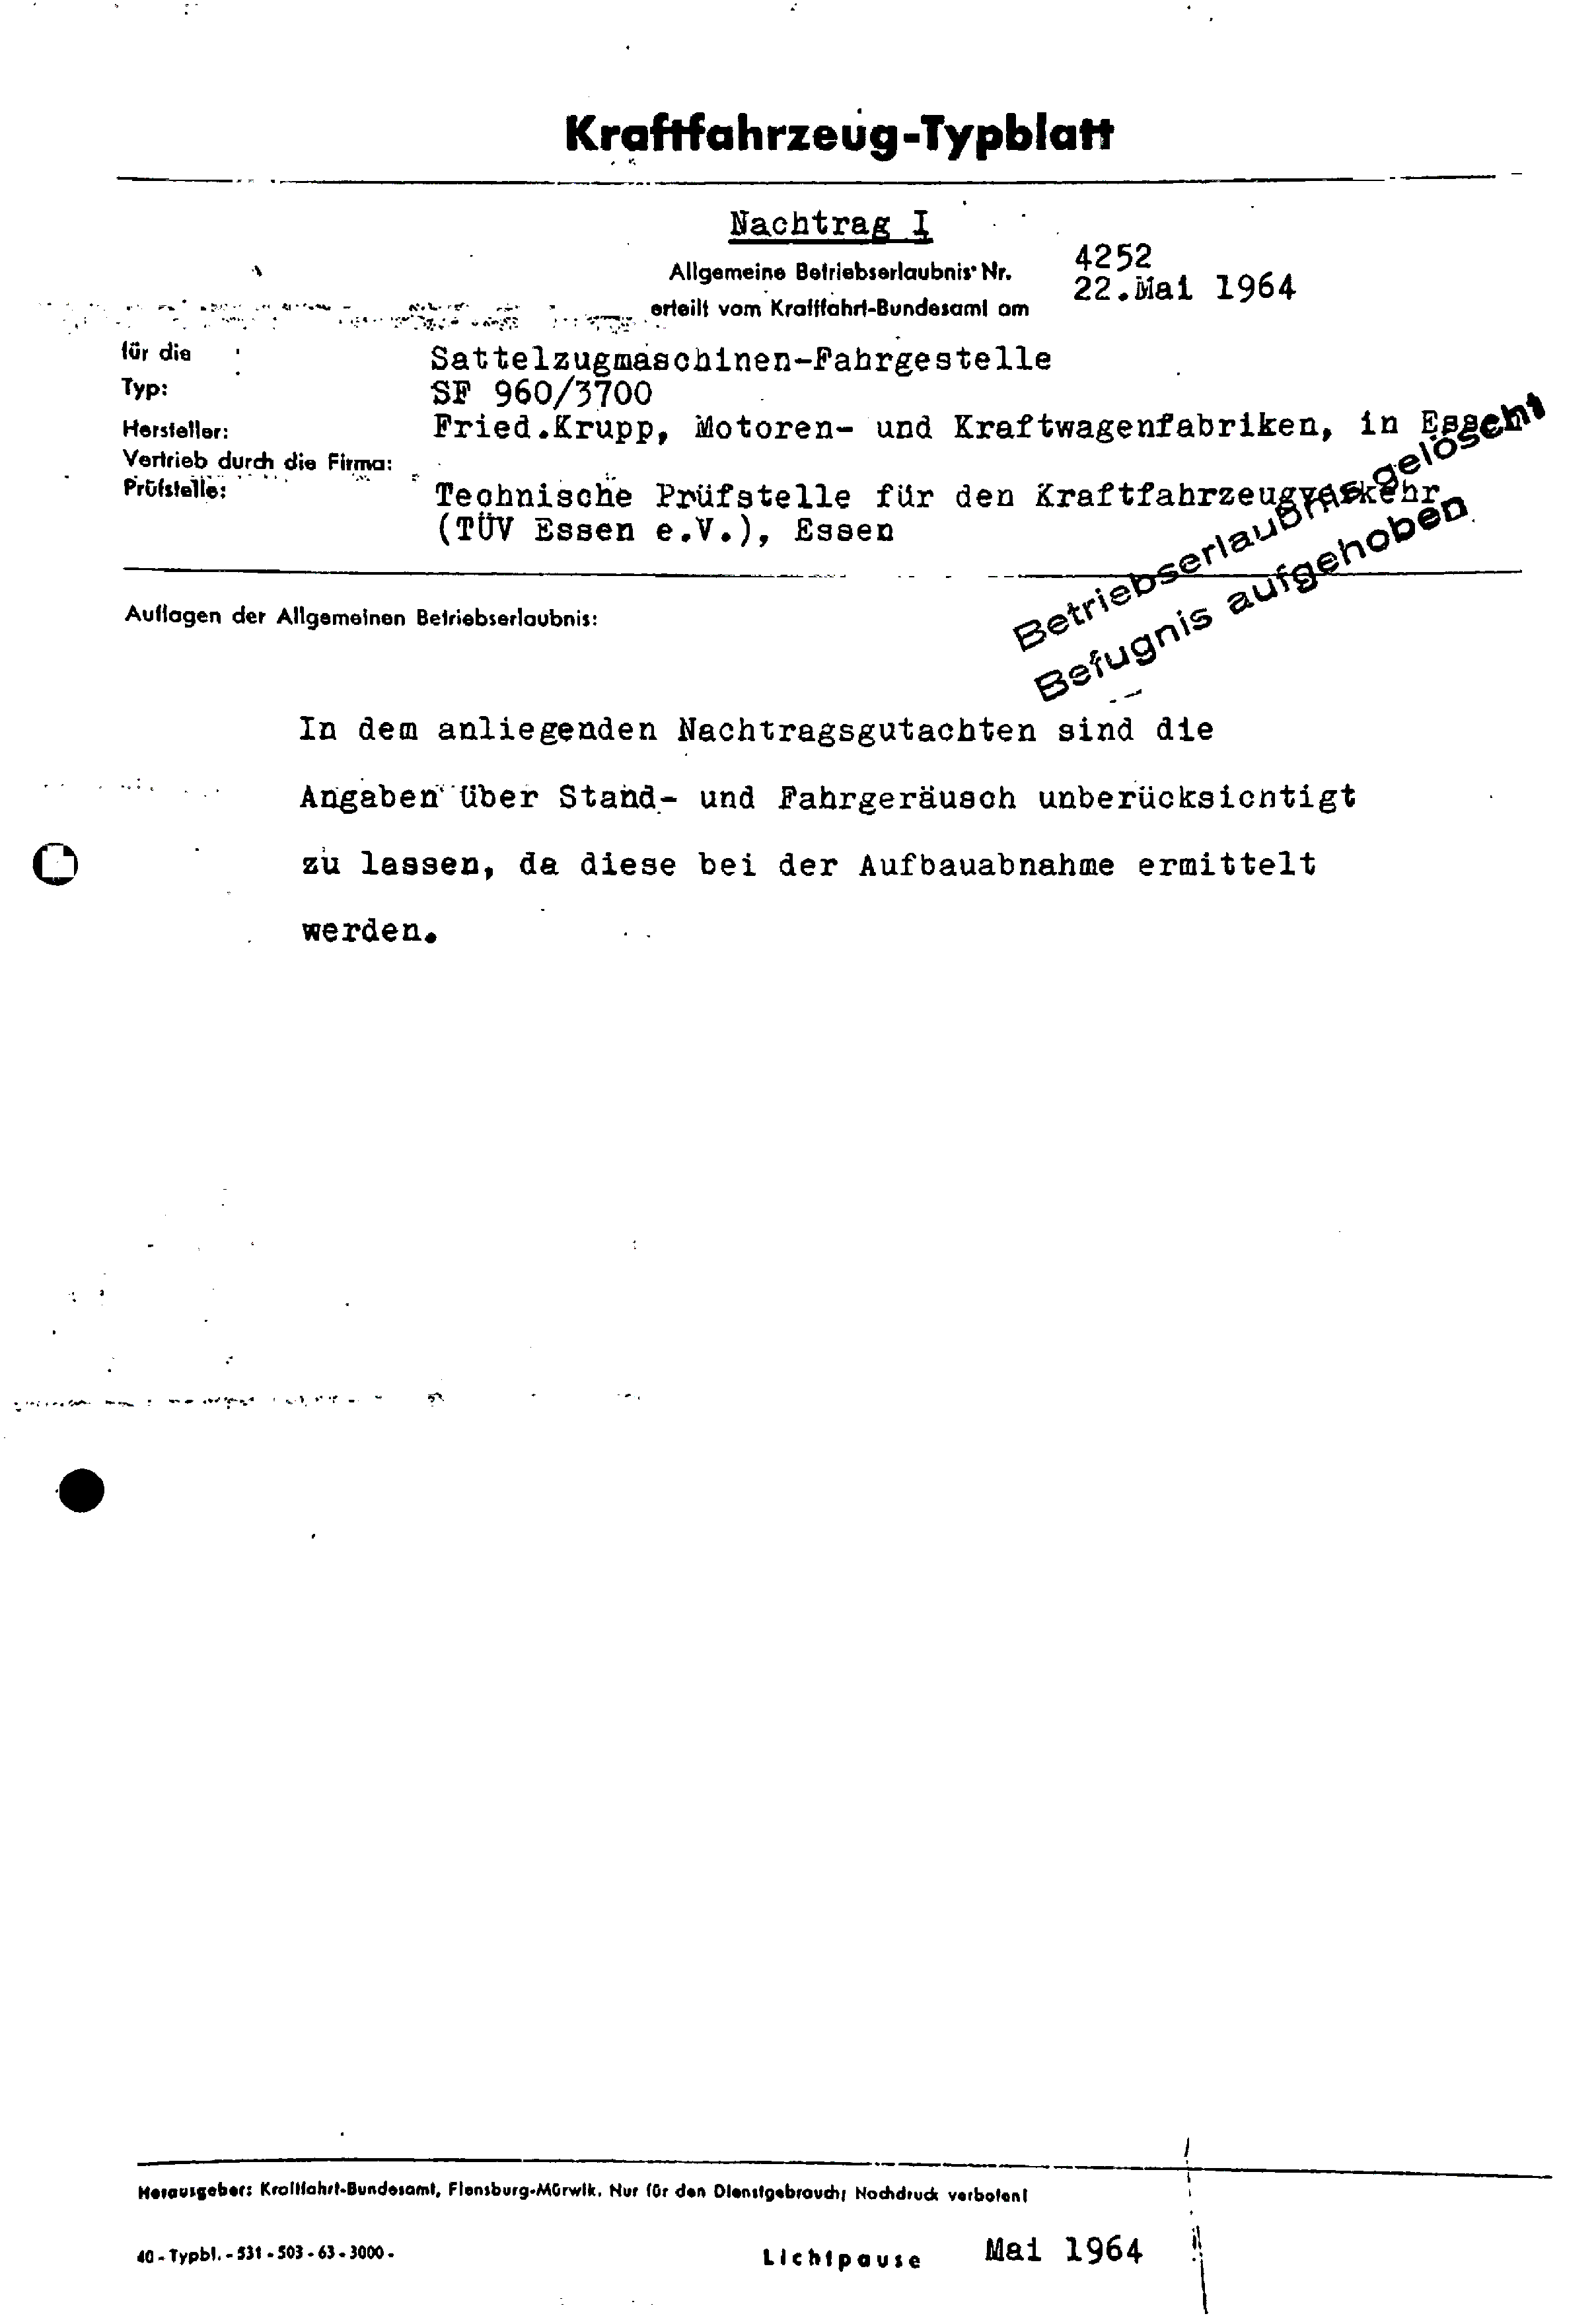 Kraftfahrzeug-Typblatt
Nachtrag I
Allgemeine Betriebserlaubnis Nr. 4252
erteilt vom Kraftfahrt-Bundesamt am 22.Mai 1964
für die Sattelzugmaschinen-Fahrgestelle
Typ: SF 960/3700
Hersteller: Fried.Krupp, Motoren- und Kraftwagenfabriken, in Essen
Vertrieb durch die Firma:
Prüfstelle: Technische Prüfstelle für den Kraftfahrzeugverkehr
(TÜV Essen e.V.), Essen
Betriebserlaubnis gelöscht
Befugnis aufgehoben
Auflagen der Allgemeinen Betriebserlaubnis:
In dem anliegenden Nachtragsgutachten sind die
Angaben über Stand- und Fahrgeräusch unberücksichtigt
zu lassen, da diese bei der Aufbauabnahme ermittelt
werden.
Herausgeber: Kraftfahrt-Bundesamt, Flensburg-Mürwik. Nur für den Dienstgebrauch; Nachdruck verboten!
40 - Typbl. - 531 - 503 - 63 - 3000 -
Lichtpause Mai 1964